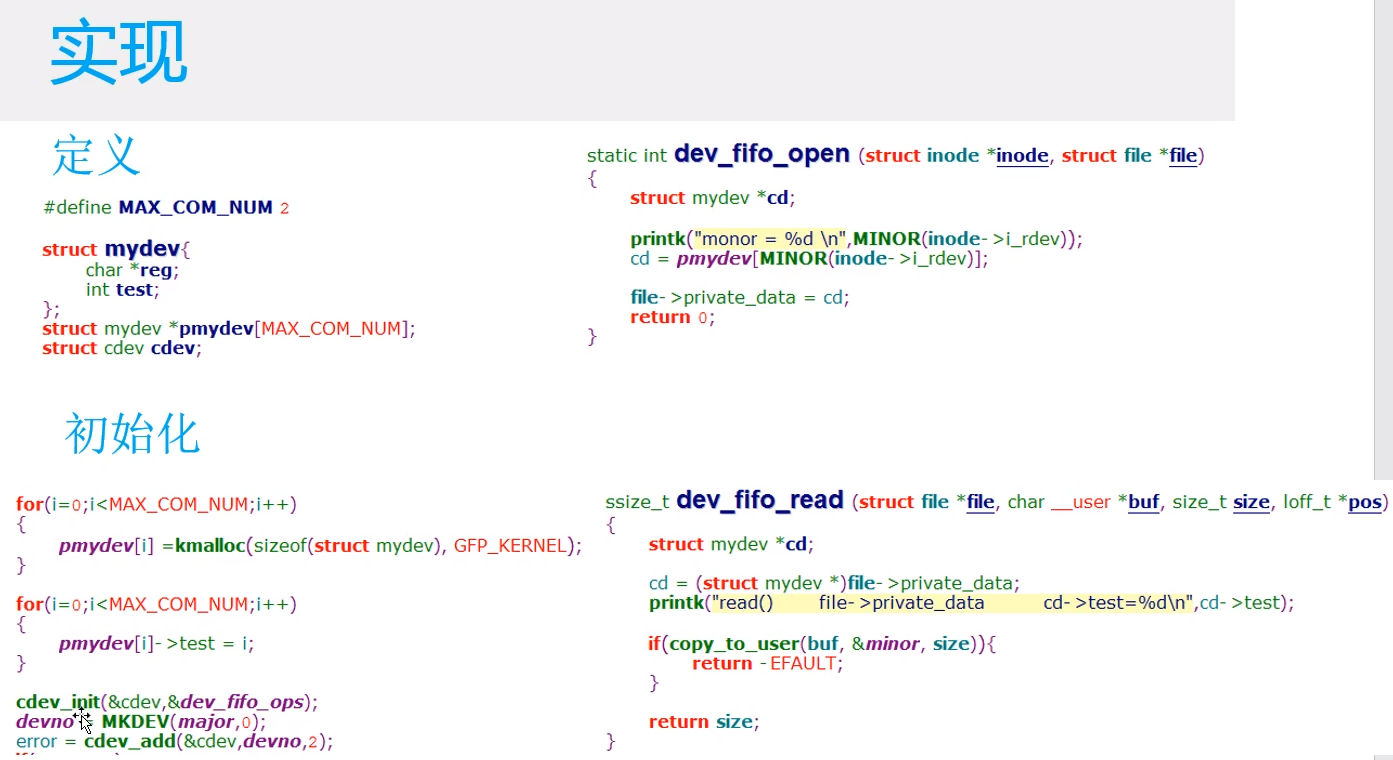 实现
定义
#define MAX_COM_NUM 2
struct mydev{
char *reg;
int test;
};
struct mydev *pmydev[MAX_COM_NUM];
struct cdev cdev;
static int dev_fifo_open (struct inode *inode, struct file *file)
{
struct mydev *cd;
printk("monor = %d \n",MINOR(inode->i_rdev));
cd = pmydev[MINOR(inode->i_rdev)];
file->private_data = cd;
return 0;
}
初始化
for(i=0;i<MAX_COM_NUM;i++)
{
pmydev[i] =kmalloc(sizeof(struct mydev), GFP_KERNEL);
}
for(i=0;i<MAX_COM_NUM;i++)
{
pmydev[i]->test = i;
}
cdev_init(&cdev,&dev_fifo_ops);
devno = MKDEV(major,0);
error = cdev_add(&cdev,devno,2);
ssize_t dev_fifo_read (struct file *file, char __user *buf, size_t size, loff_t *pos)
{
struct mydev *cd;
cd = (struct mydev *)file->private_data;
printk("read() file->private_data cd->test=%d\n",cd->test);
if(copy_to_user(buf, &minor, size)){
return -EFAULT;
}
return size;
}